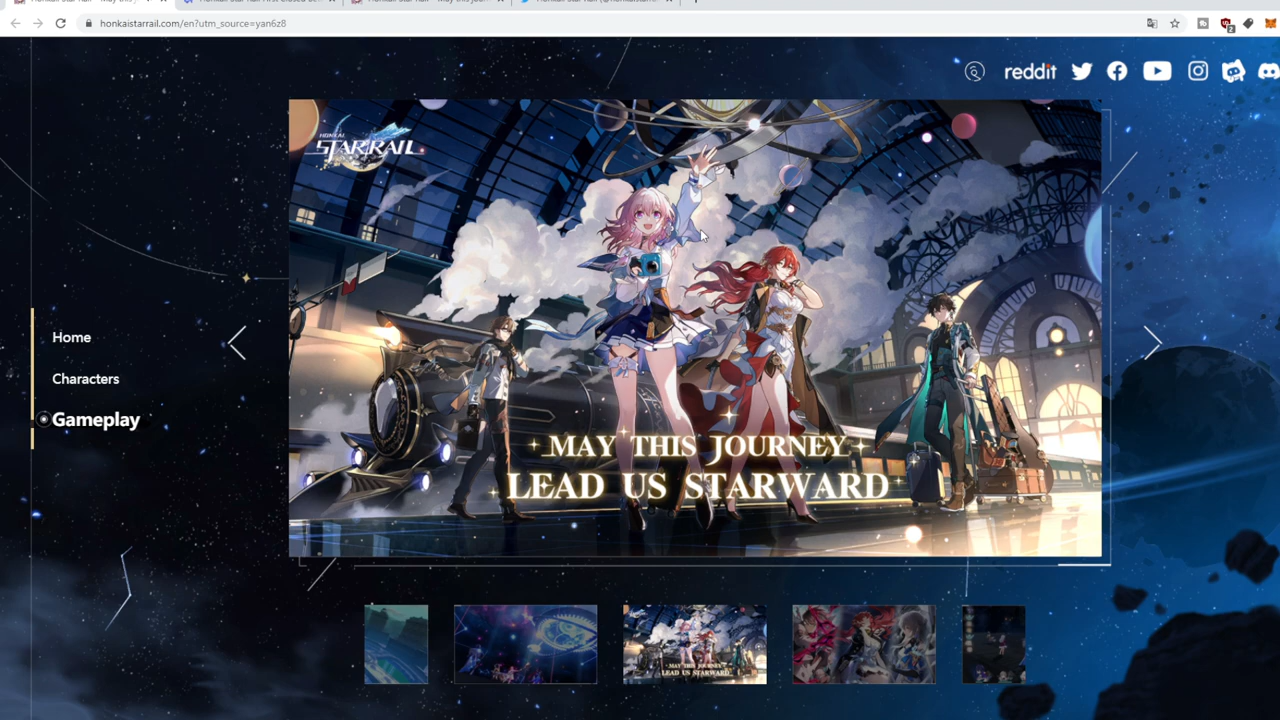 honkaistarrail.com/en?utm_source=yan6z8
2
reddit
HONKAI
STAR RAIL
Home
Characters
Gameplay
MAY THIS JOURNEY
LEAD US STARWARD
MAY THIS JOURNEY
LEAD US STARWARD